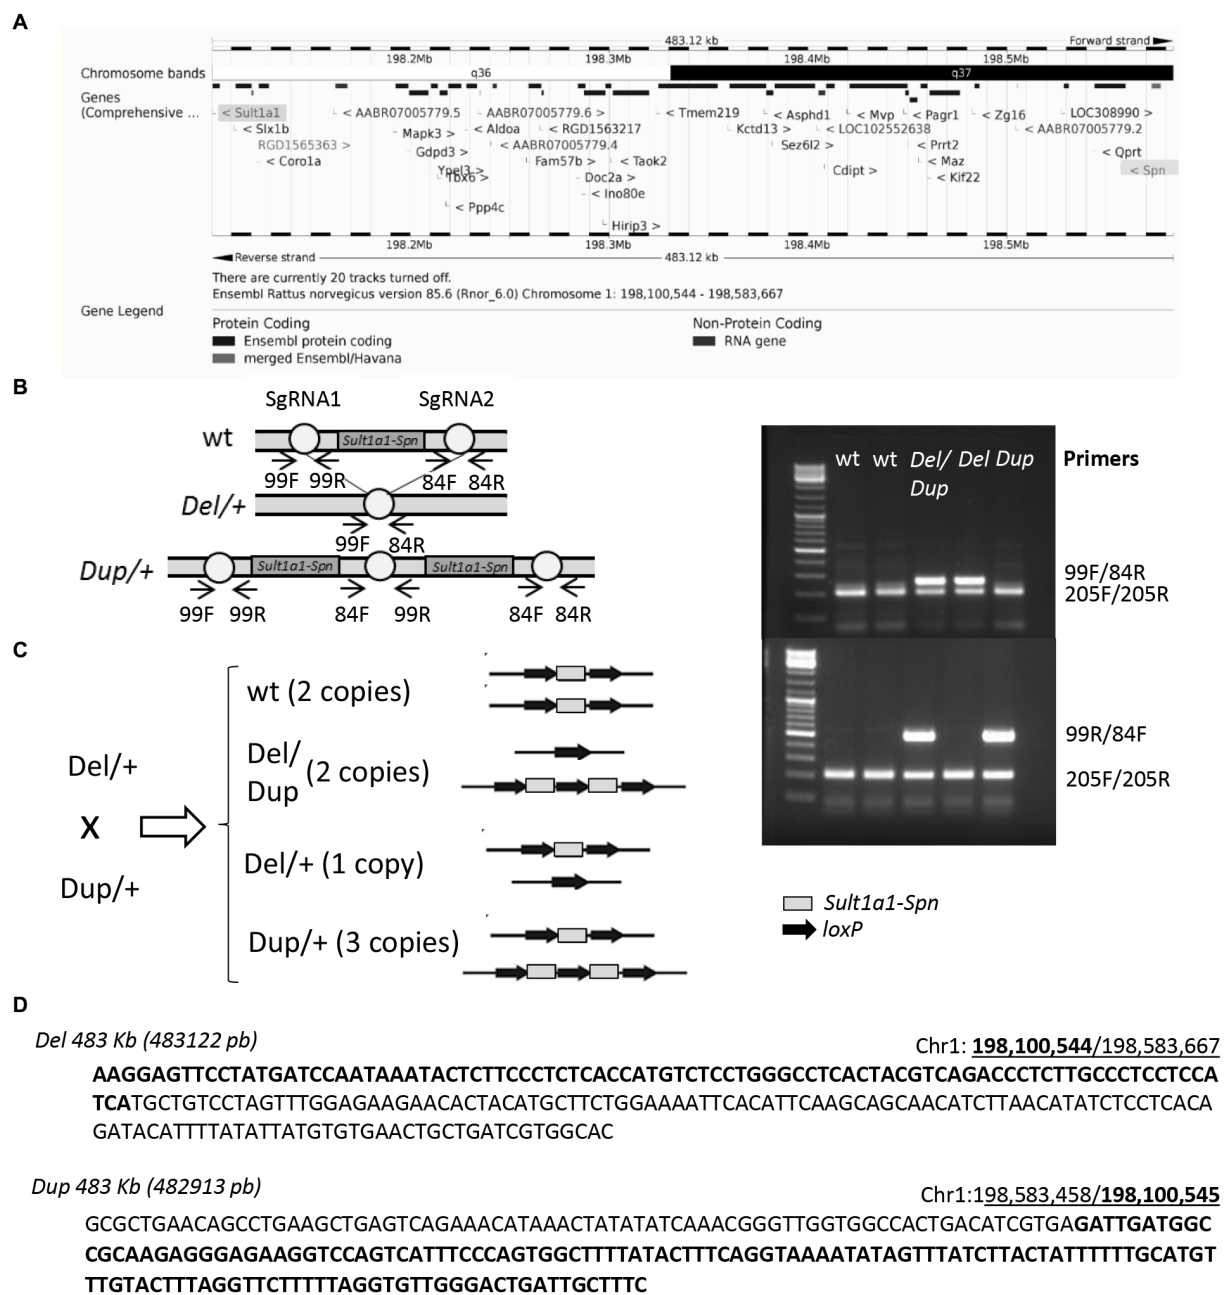 A
483.12 kb
Forward strand
198.2Mb 198.3Mb 198.4Mb 198.5Mb
Chromosome bands q36 q37
Genes
(Comprehensive ...
< Sult1a1 < AABR07005779.5 AABR07005779.6 > < Tmem219 < Asphd1 < Mvp < Pagr1 < Zg16 LOC308990 >
< Slx1b Mapk3 > < Aldoa < RGD1563217 Kctd13 > < LOC102552638 < AABR07005779.2
RGD1565363 > Gdpd3 > < AABR07005779.4 Sez6l2 > < Prrt2 < Qprt
< Coro1a Ypel3 > Fam57b > < Taok2 < Maz
Tbx6 > Doc2a > Cdipt > < Kif22 < Spn
< Ppp4c < Ino80e
Hirip3 >
198.2Mb 198.3Mb 198.4Mb 198.5Mb
Reverse strand 483.12 kb
There are currently 20 tracks turned off.
Ensembl Rattus norvegicus version 85.6 (Rnor_6.0) Chromosome 1: 198,100,544 - 198,583,667
Gene Legend
Protein Coding Non-Protein Coding
Ensembl protein coding RNA gene
merged Ensembl/Havana
B
SgRNA1 SgRNA2
wt Sult1a1-Spn
99F 99R 84F 84R
Del/+
99F 84R
Dup/+ Sult1a1-Spn Sult1a1-Spn
99F 99R 84F 99R 84F 84R
wt wt Del/ Del Dup Primers
Dup
99F/84R
205F/205R
99R/84F
205F/205R
C
Del/+
X
Dup/+
wt (2 copies)
Del/
Dup (2 copies)
Del/+ (1 copy)
Dup/+ (3 copies)
Sult1a1-Spn
loxP
D
Del 483 Kb (483122 pb) Chr1: 198,100,544/198,583,667
AAGGAGTTCCTATGATCCAATAAATACTCTTCCCTCTCACCATGTCTCCTGGGCCTCACTACGTCAGACCCTCTTGCCCTCCTCCA
TCATGCTGTCCTAGTTTGGAGAAGAACACTACATGCTTCTGGAAAATTCACATTCAAGCAGCAACATCTTAACATATCTCCTCACA
GATACATTTTATATTATGTGTGAACTGCTGATCGTGGCAC
Dup 483 Kb (482913 pb) Chr1:198,583,458/198,100,545
GCGCTGAACAGCCTGAAGCTGAGTCAGAAACATAAACTATATATCAAACGGGTTGGTGGCCACTGACATCGTGAGATTGATGGC
CGCAAGAGGGAGAAGGTCCAGTCATTTCCCAGTGGCTTTTATACTTTCAGGTAAAATATAGTTTATCTTACTATTTTTTGCATGT
TTGTACTTTAGGTTCTTTTTAGGTGTTGGGACTGATTGCTTTC